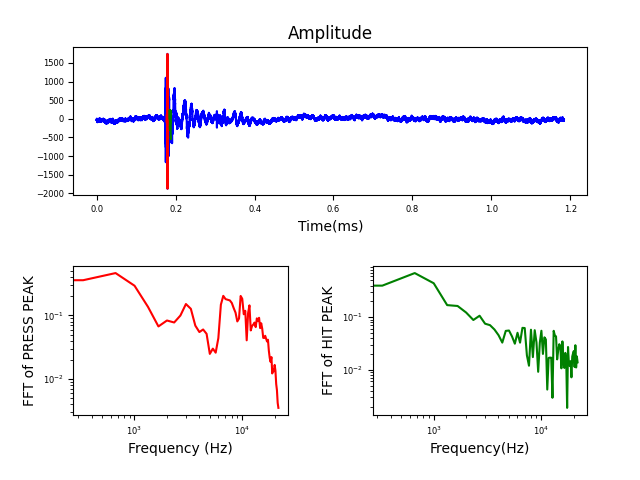 Amplitude
1500
1000
500
0
−500
−1000
−1500
−2000
0.0 0.2 0.4 0.6 0.8 1.0 1.2
Time(ms)
FFT of PRESS PEAK
10⁻¹
10⁻²
10³ 10⁴
Frequency (Hz)
FFT of HIT PEAK
10⁻¹
10⁻²
10³ 10⁴
Frequency(Hz)